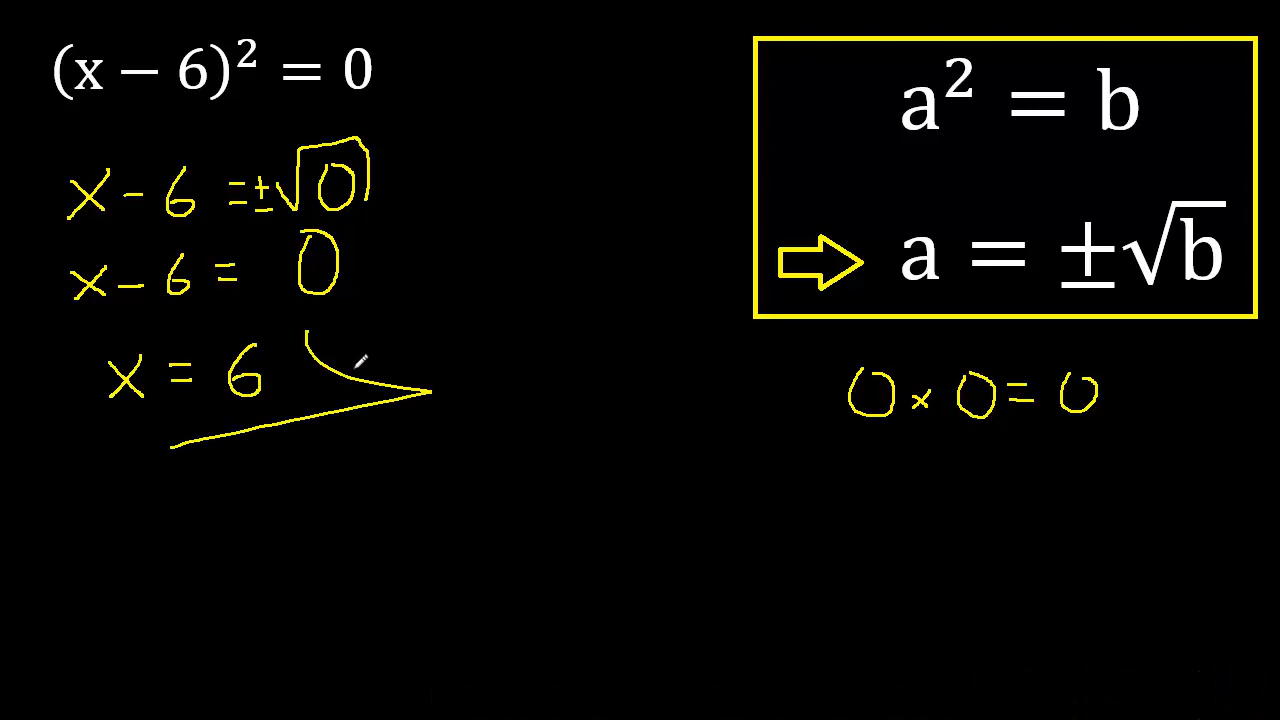 (x − 6)² = 0
x - 6 = ±√0
x - 6 = 0
x = 6
a² = b
a = ±√b
0 × 0 = 0